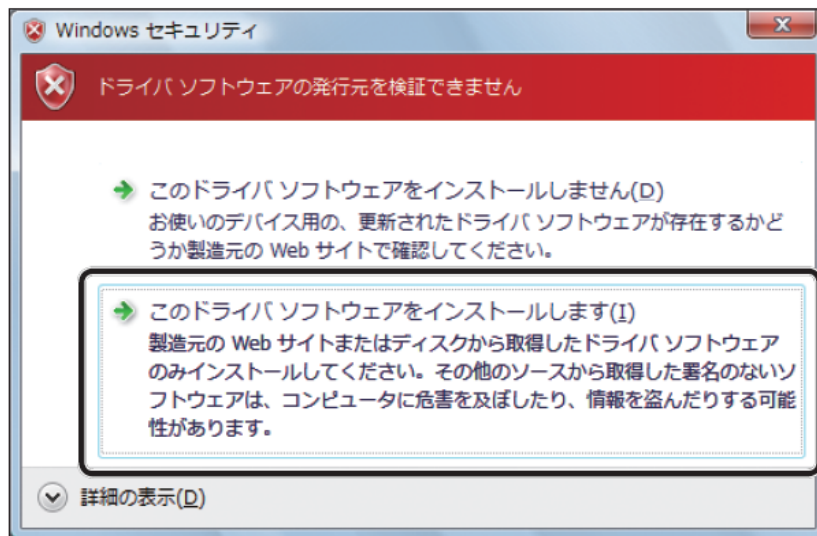 Windows セキュリティ
ドライバ ソフトウェアの発行元を検証できません
このドライバ ソフトウェアをインストールしません(D)
お使いのデバイス用の、更新されたドライバ ソフトウェアが存在するかど
うか製造元の Web サイトで確認してください。
このドライバ ソフトウェアをインストールします(I)
製造元の Web サイトまたはディスクから取得したドライバ ソフトウェア
のみインストールしてください。その他のソースから取得した署名のないソ
フトウェアは、コンピュータに危害を及ぼしたり、情報を盗んだりする可能
性があります。
詳細の表示(D)